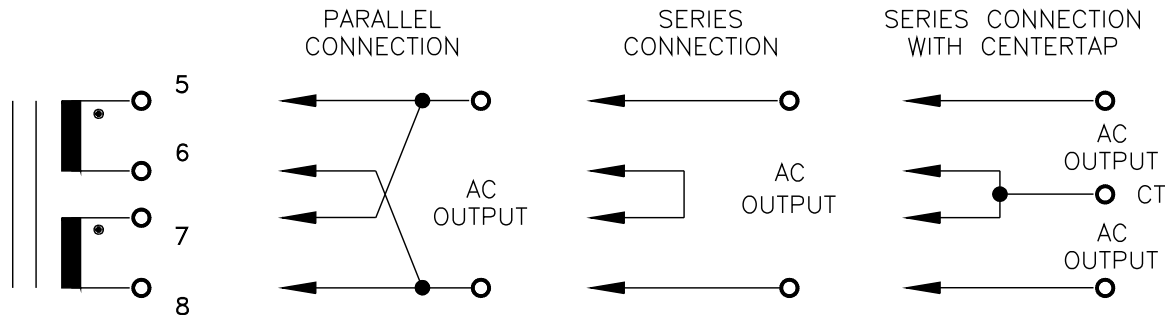 PARALLEL
CONNECTION
SERIES
CONNECTION
SERIES CONNECTION
WITH CENTERTAP
5
6
7
8
AC
OUTPUT
AC
OUTPUT
AC
OUTPUT
CT
AC
OUTPUT